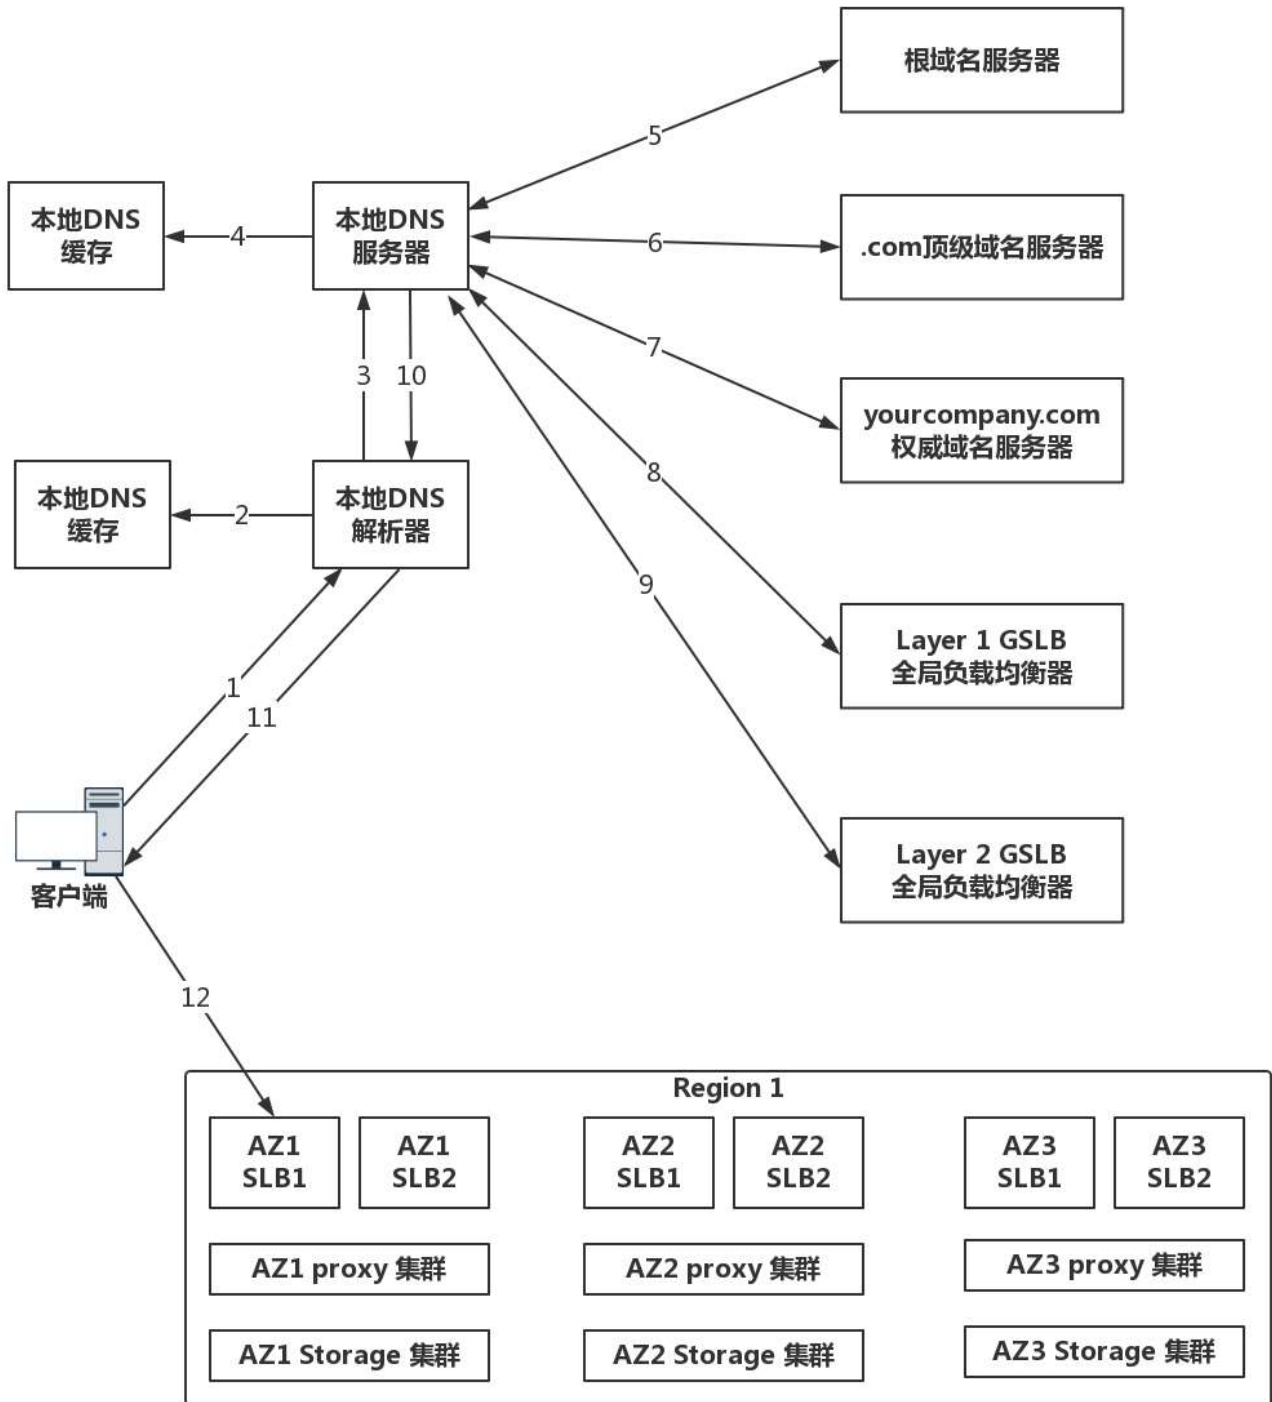 根域名服务器
5
本地DNS
缓存
4
本地DNS
服务器
6
.com顶级域名服务器
7
3
10
yourcompany.com
权威域名服务器
8
本地DNS
缓存
2
本地DNS
解析器
9
Layer 1 GSLB
全局负载均衡器
1
11
客户端
Layer 2 GSLB
全局负载均衡器
12
Region 1
AZ1
SLB1
AZ1
SLB2
AZ2
SLB1
AZ2
SLB2
AZ3
SLB1
AZ3
SLB2
AZ1 proxy 集群
AZ2 proxy 集群
AZ3 proxy 集群
AZ1 Storage 集群
AZ2 Storage 集群
AZ3 Storage 集群